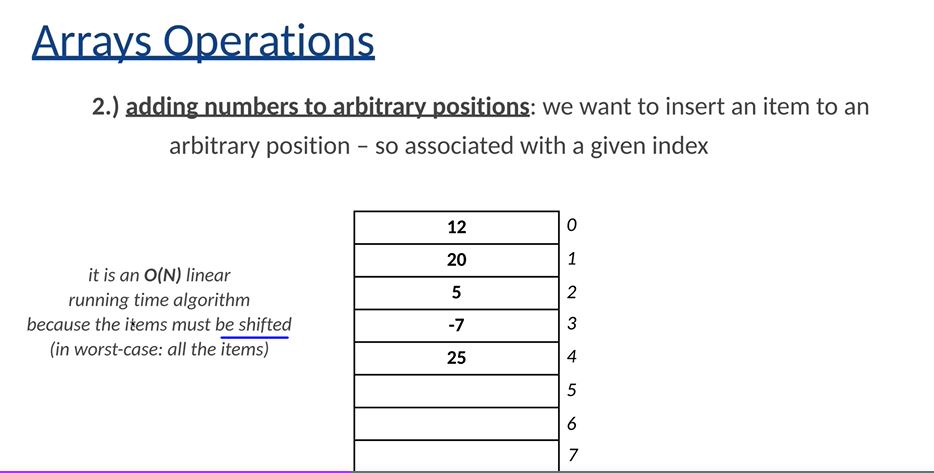 Arrays Operations
2.) adding numbers to arbitrary positions: we want to insert an item to an
arbitrary position – so associated with a given index
12 0
20 1
it is an O(N) linear
5 2
running time algorithm
because the items must be shifted
-7 3
(in worst-case: all the items)
25 4
5
6
7